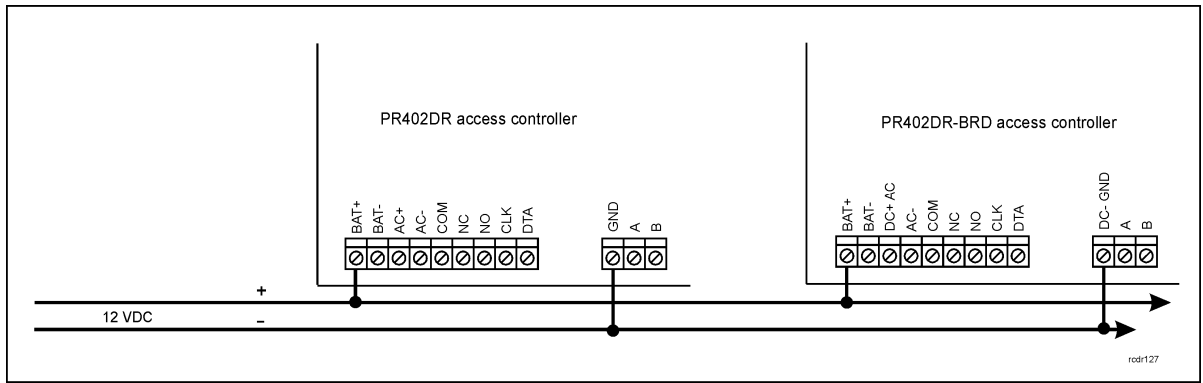 PR402DR access controller
PR402DR-BRD access controller
BAT+
BAT-
AC+
AC-
COM
NC
NO
CLK
DTA
GND
A
B
BAT+
BAT-
DC+ AC
AC-
COM
NC
NO
CLK
DTA
DC- GND
A
B
+
12 VDC
–
rcdr127